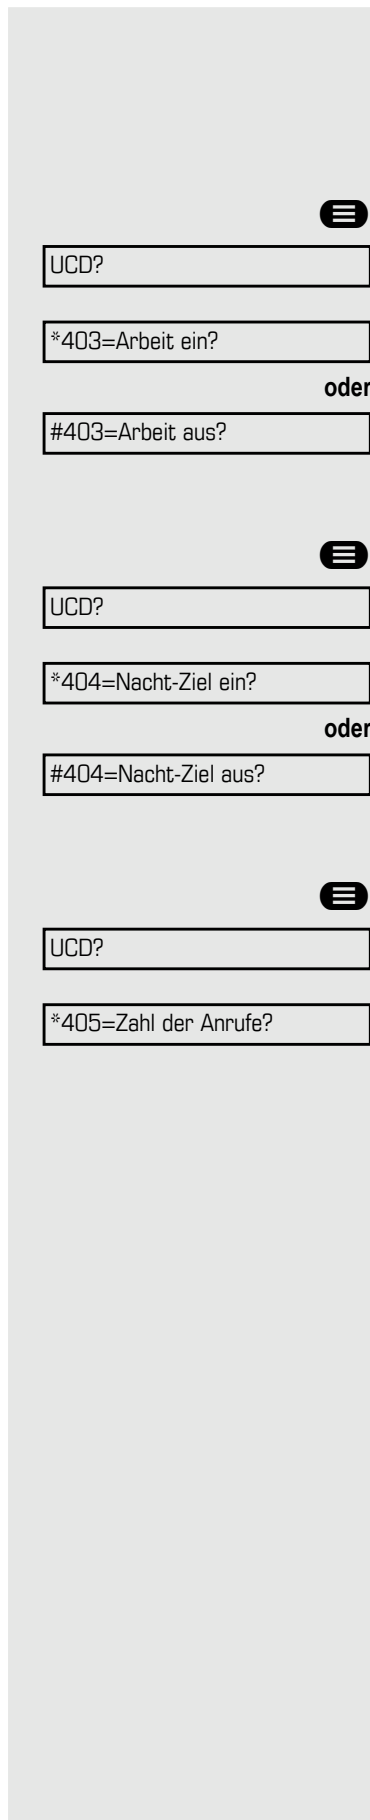 UCD?
*403=Arbeit ein?
oder
#403=Arbeit aus?
UCD?
*404=Nacht-Ziel ein?
oder
#404=Nacht-Ziel aus?
UCD?
*405=Zahl der Anrufe?